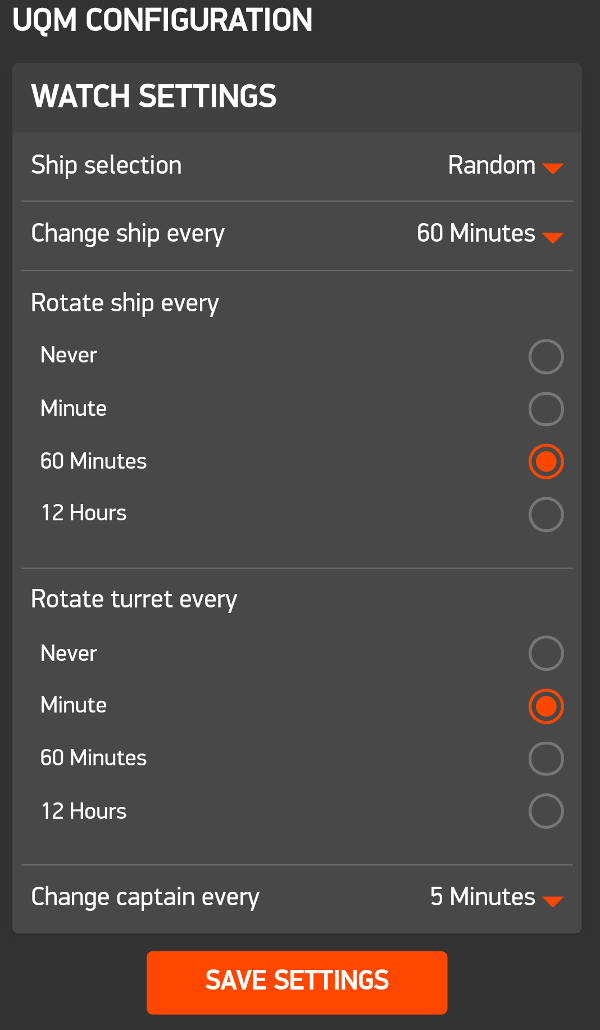 UQM CONFIGURATION
WATCH SETTINGS
Ship selection Random
Change ship every 60 Minutes
Rotate ship every
Never
Minute
60 Minutes
12 Hours
Rotate turret every
Never
Minute
60 Minutes
12 Hours
Change captain every 5 Minutes
SAVE SETTINGS